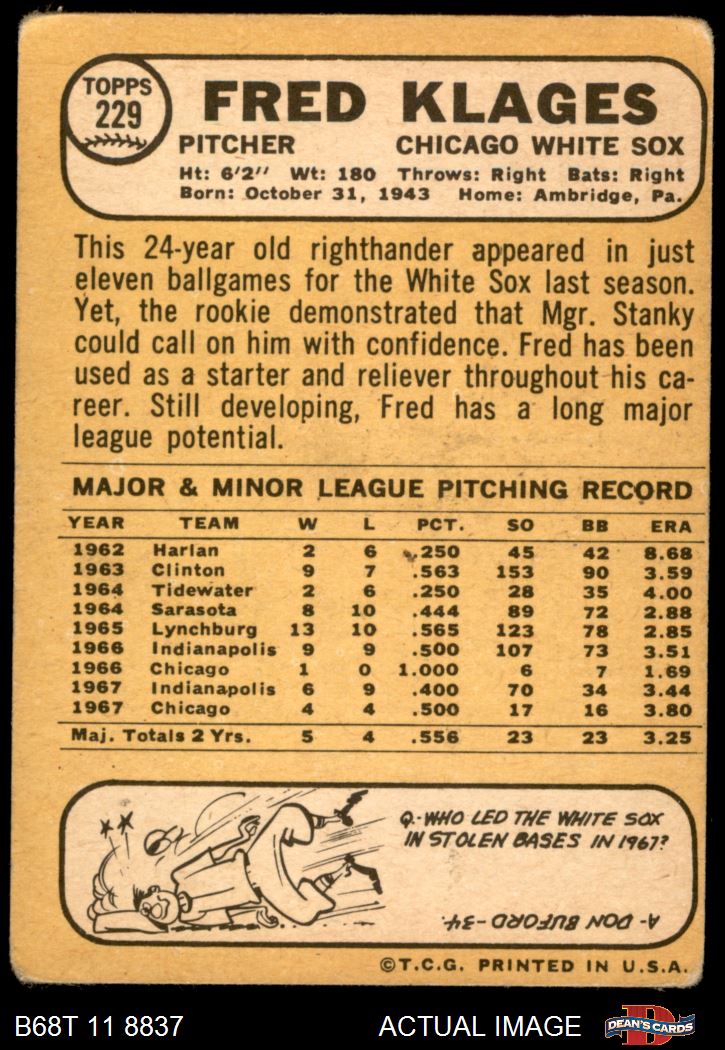 TOPPS
229
FRED KLAGES
PITCHER CHICAGO WHITE SOX
Ht: 6'2" Wt: 180 Throws: Right Bats: Right
Born: October 31, 1943 Home: Ambridge, Pa.
This 24-year old righthander appeared in just
eleven ballgames for the White Sox last season.
Yet, the rookie demonstrated that Mgr. Stanky
could call on him with confidence. Fred has been
used as a starter and reliever throughout his ca-
reer. Still developing, Fred has a long major
league potential.
MAJOR & MINOR LEAGUE PITCHING RECORD
YEAR TEAM W L PCT. SO BB ERA
1962 Harlan 2 6 .250 45 42 8.68
1963 Clinton 9 7 .563 153 90 3.59
1964 Tidewater 2 6 .250 28 35 4.00
1964 Sarasota 8 10 .444 89 72 2.88
1965 Lynchburg 13 10 .565 123 78 2.85
1966 Indianapolis 9 9 .500 107 73 3.51
1966 Chicago 1 0 1.000 6 7 1.69
1967 Indianapolis 6 9 .400 70 34 3.44
1967 Chicago 4 4 .500 17 16 3.80
Maj. Totals 2 Yrs. 5 4 .556 23 23 3.25
Q.-WHO LED THE WHITE SOX
IN STOLEN BASES IN 1967?
A-DON BUFORD-34.
©T.C.G. PRINTED IN U.S.A.
B68T 11 8837 ACTUAL IMAGE
D
DEAN'S CARDS